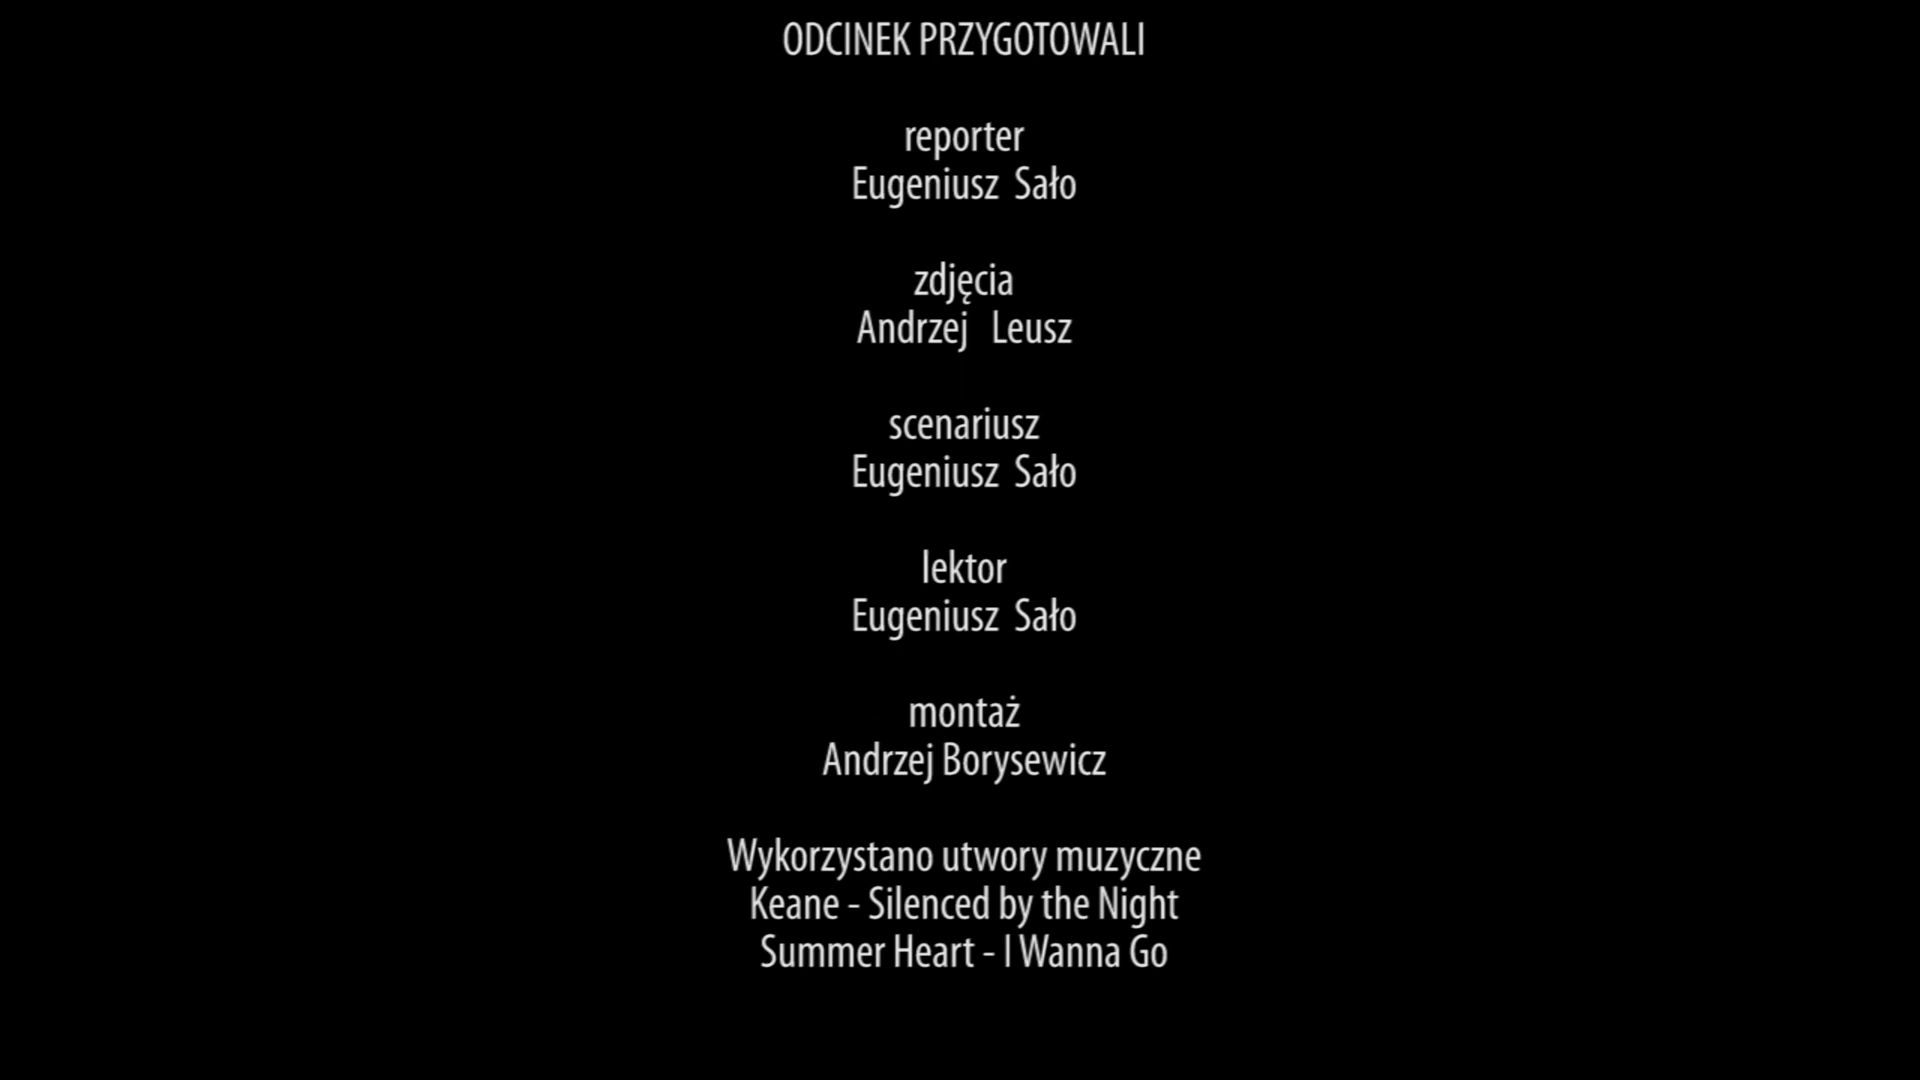 ODCINEK PRZYGOTOWALI
reporter
Eugeniusz Sało
zdjęcia
Andrzej Leusz
scenariusz
Eugeniusz Sało
lektor
Eugeniusz Sało
montaż
Andrzej Borysewicz
Wykorzystano utwory muzyczne
Keane - Silenced by the Night
Summer Heart - I Wanna Go